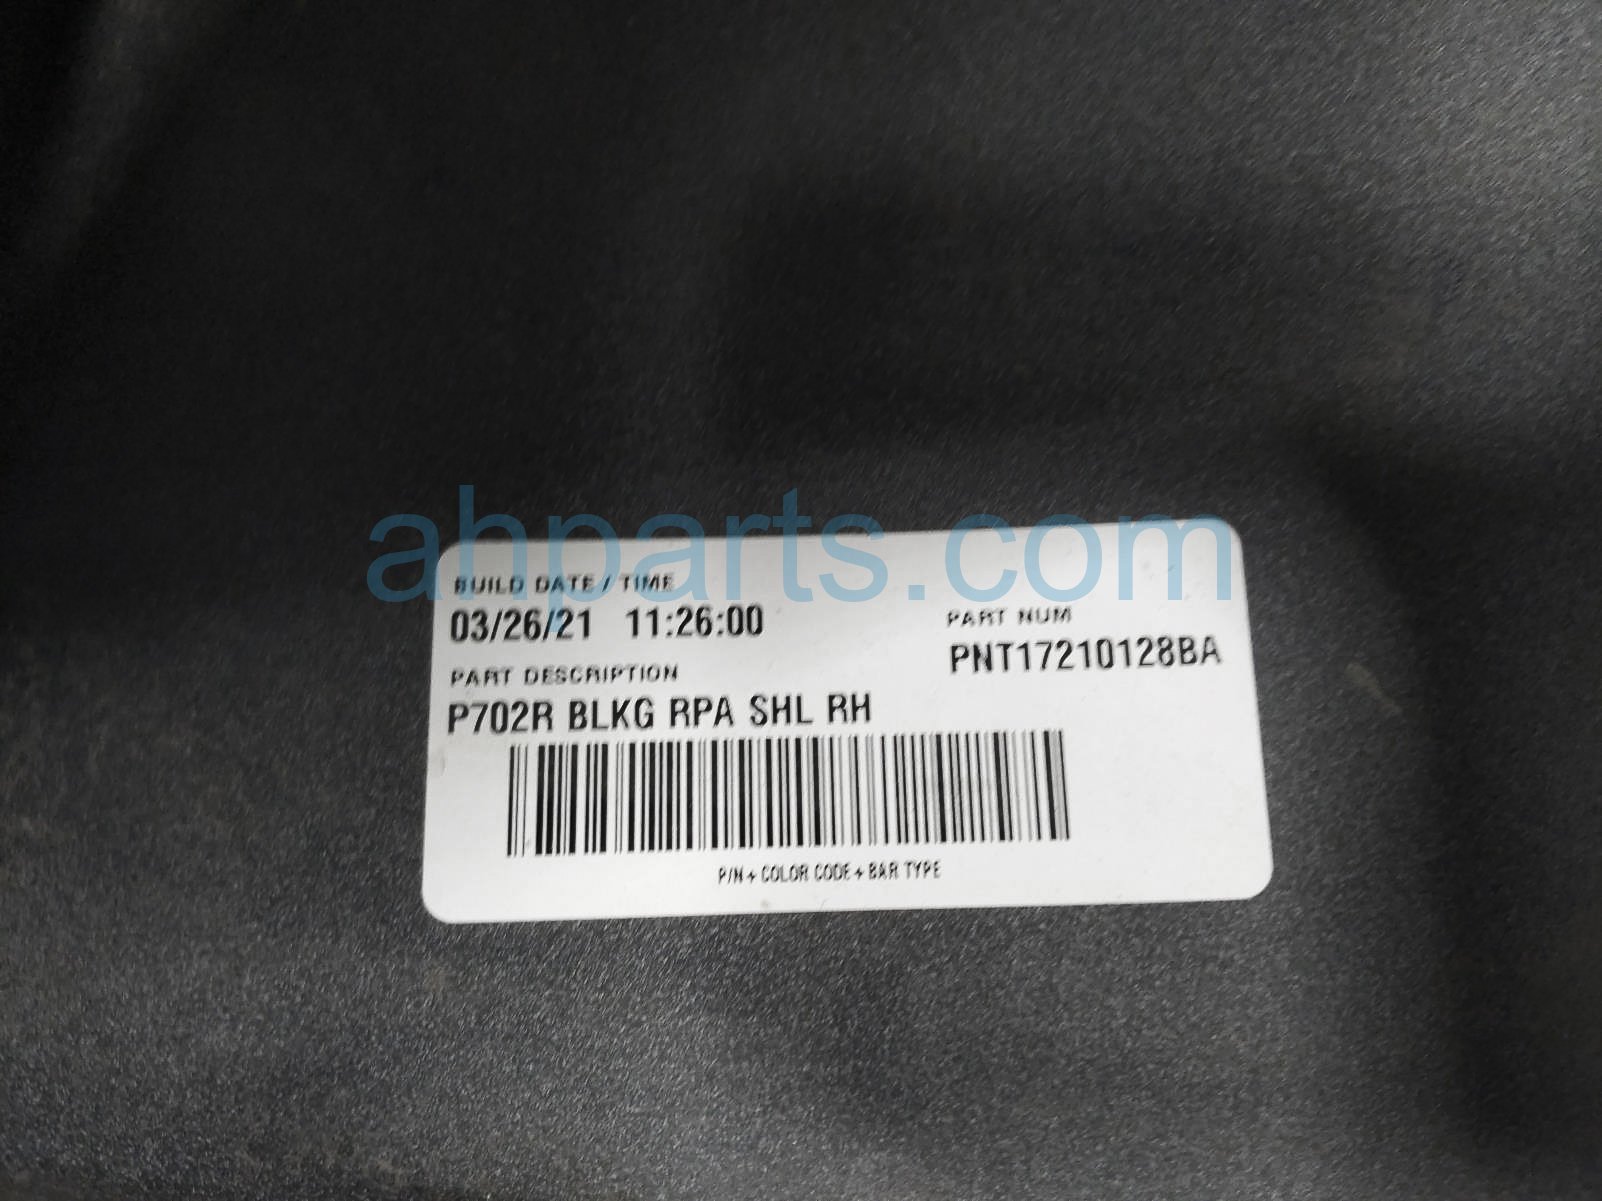 ahparts.com
BUILD DATE / TIME
03/26/21 11:26:00
PART NUM
PNT17210128BA
PART DESCRIPTION
P702R BLKG RPA SHL RH
P/N + COLOR CODE + BAR TYPE